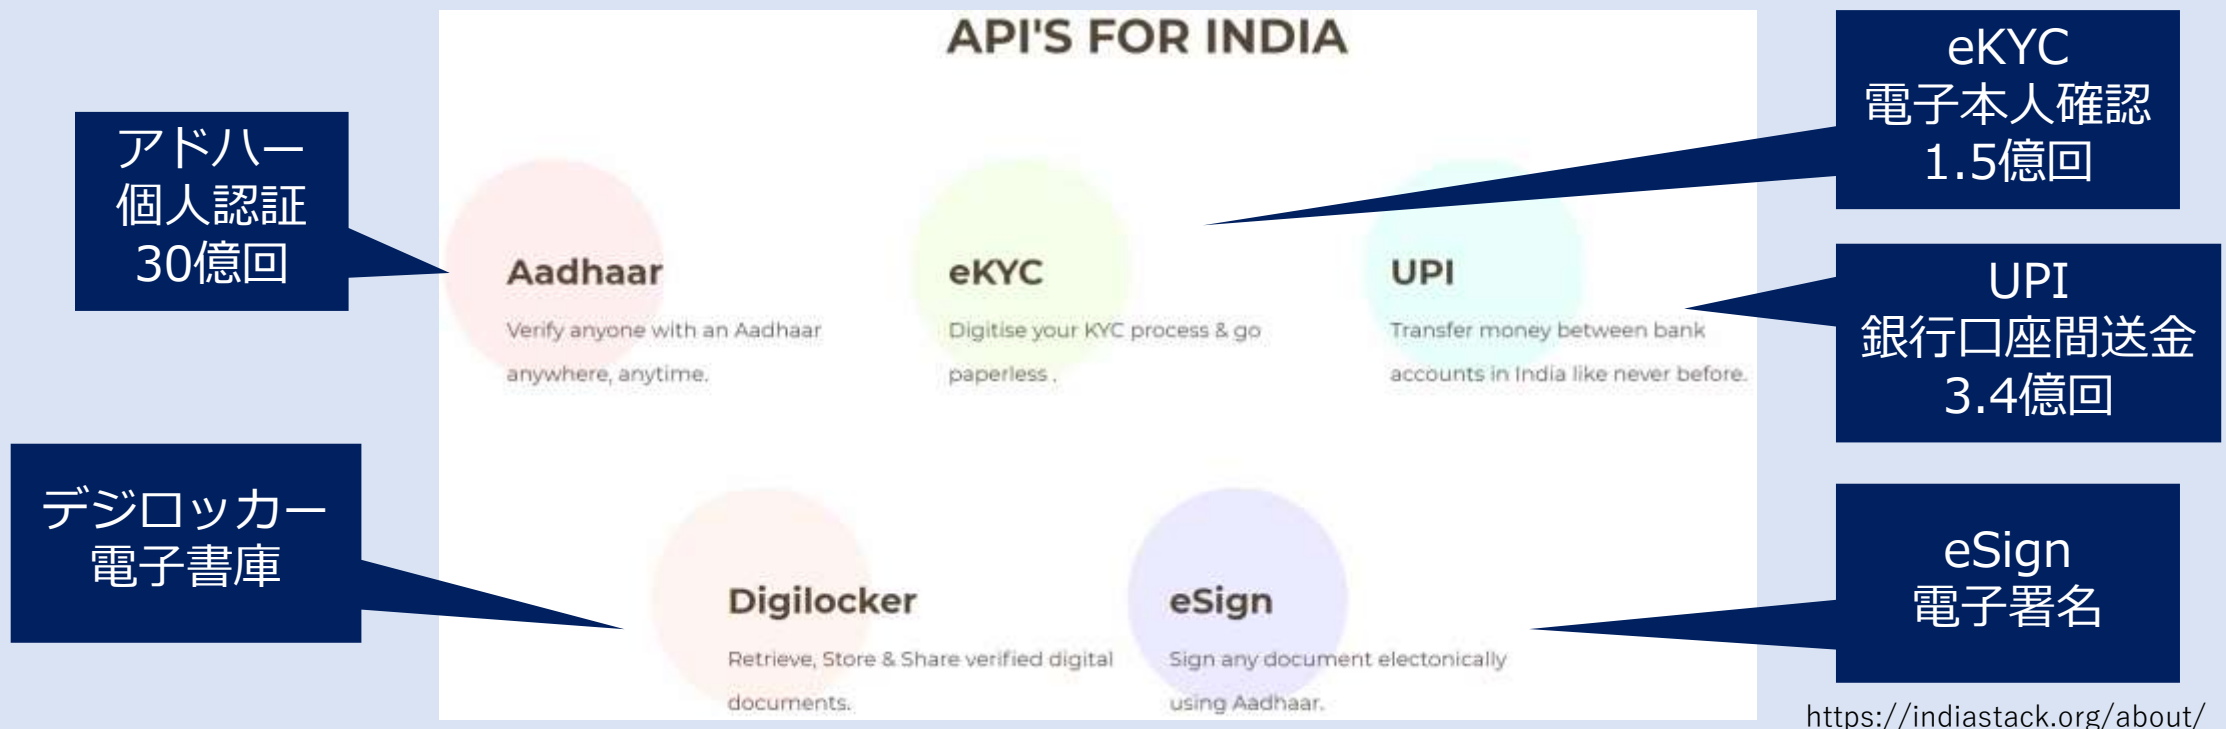 API'S FOR INDIA
アドハー
個人認証
30億回
eKYC
電子本人確認
1.5億回
Aadhaar
Verify anyone with an Aadhaar
anywhere, anytime.
eKYC
Digitise your KYC process & go
paperless .
UPI
Transfer money between bank
accounts in India like never before.
UPI
銀行口座間送金
3.4億回
デジロッカー
電子書庫
Digilocker
Retrieve, Store & Share verified digital
documents.
eSign
Sign any document electonically
using Aadhaar.
eSign
電子署名
https://indiastack.org/about/